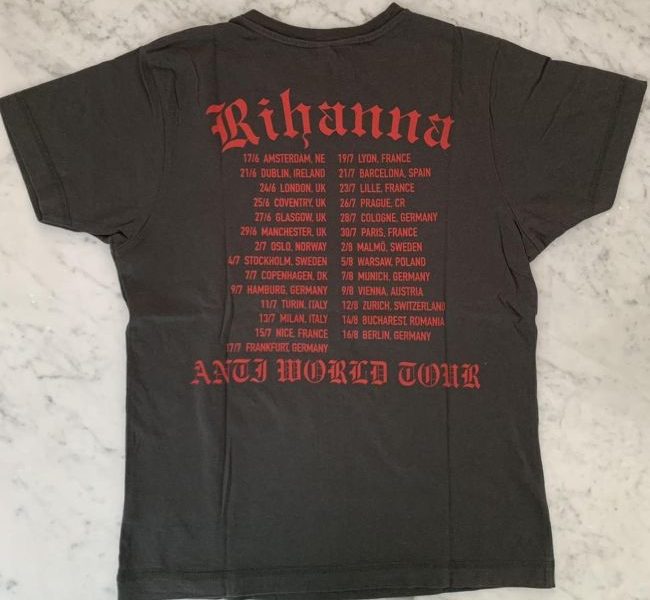 Rihanna
17/6 AMSTERDAM, NE
21/6 DUBLIN, IRELAND
24/6 LONDON, UK
25/6 COVENTRY, UK
27/6 GLASGOW, UK
29/6 MANCHESTER, UK
2/7 OSLO, NORWAY
4/7 STOCKHOLM, SWEDEN
7/7 COPENHAGEN, DK
9/7 HAMBURG, GERMANY
11/7 TURIN, ITALY
13/7 MILAN, ITALY
15/7 NICE, FRANCE
17/7 FRANKFURT, GERMANY
19/7 LYON, FRANCE
21/7 BARCELONA, SPAIN
23/7 LILLE, FRANCE
26/7 PRAGUE, CR
28/7 COLOGNE, GERMANY
30/7 PARIS, FRANCE
2/8 MALMÖ, SWEDEN
5/8 WARSAW, POLAND
7/8 MUNICH, GERMANY
9/8 VIENNA, AUSTRIA
12/8 ZURICH, SWITZERLAND
14/8 BUCHAREST, ROMANIA
16/8 BERLIN, GERMANY
ANTI WORLD TOUR